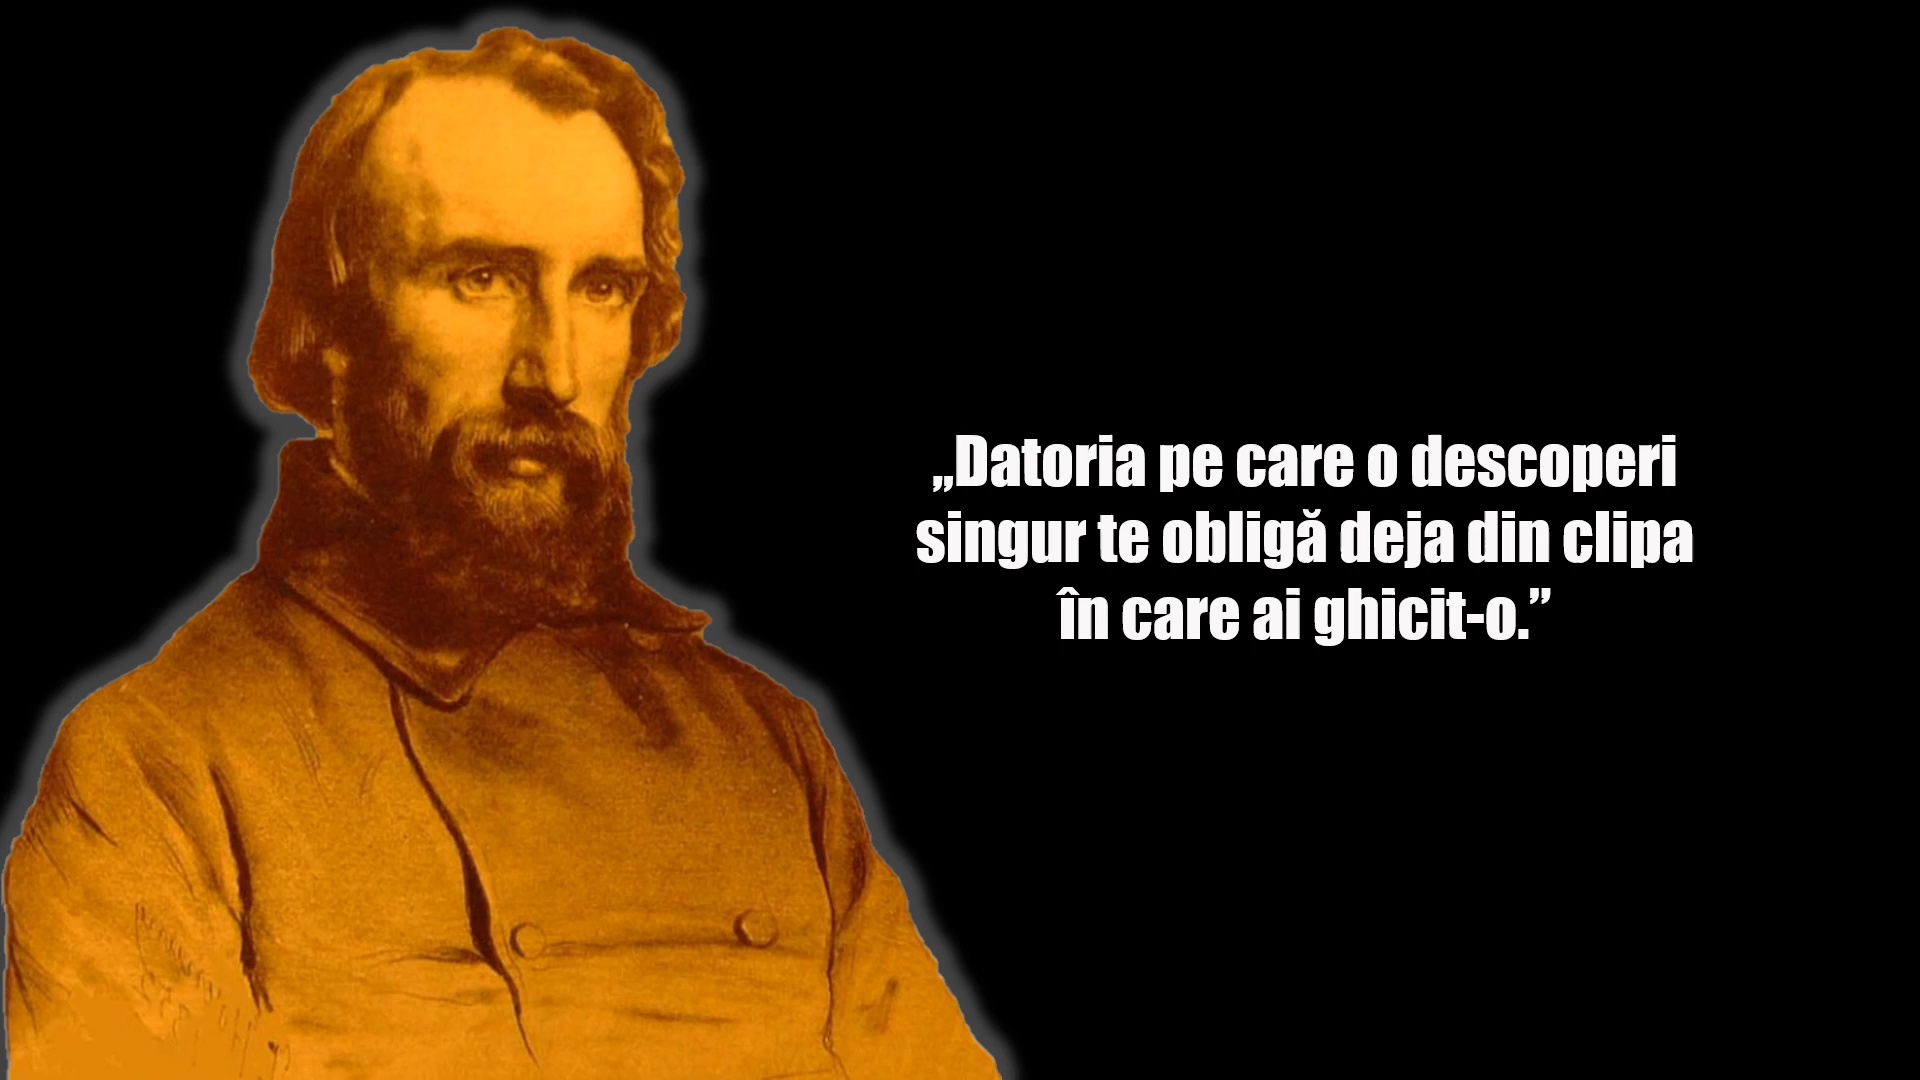 „Datoria pe care o descoperi
singur te obligă deja din clipa
în care ai ghicit-o.”